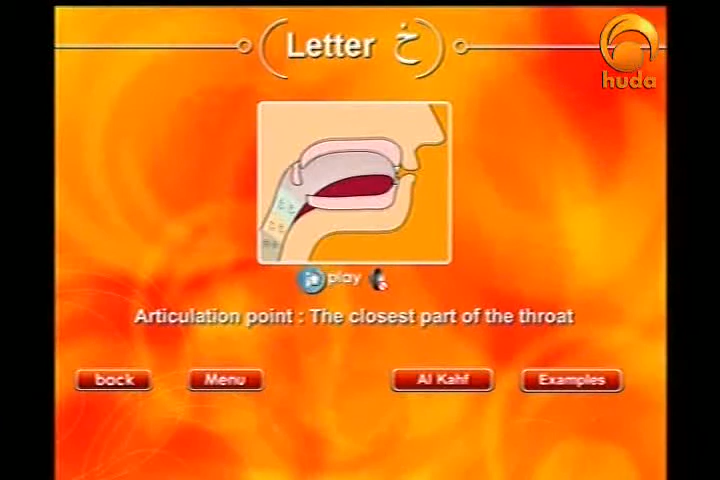 Letter خ
huda
play
Articulation point : The closest part of the throat
back
Menu
Al Kahf
Examples